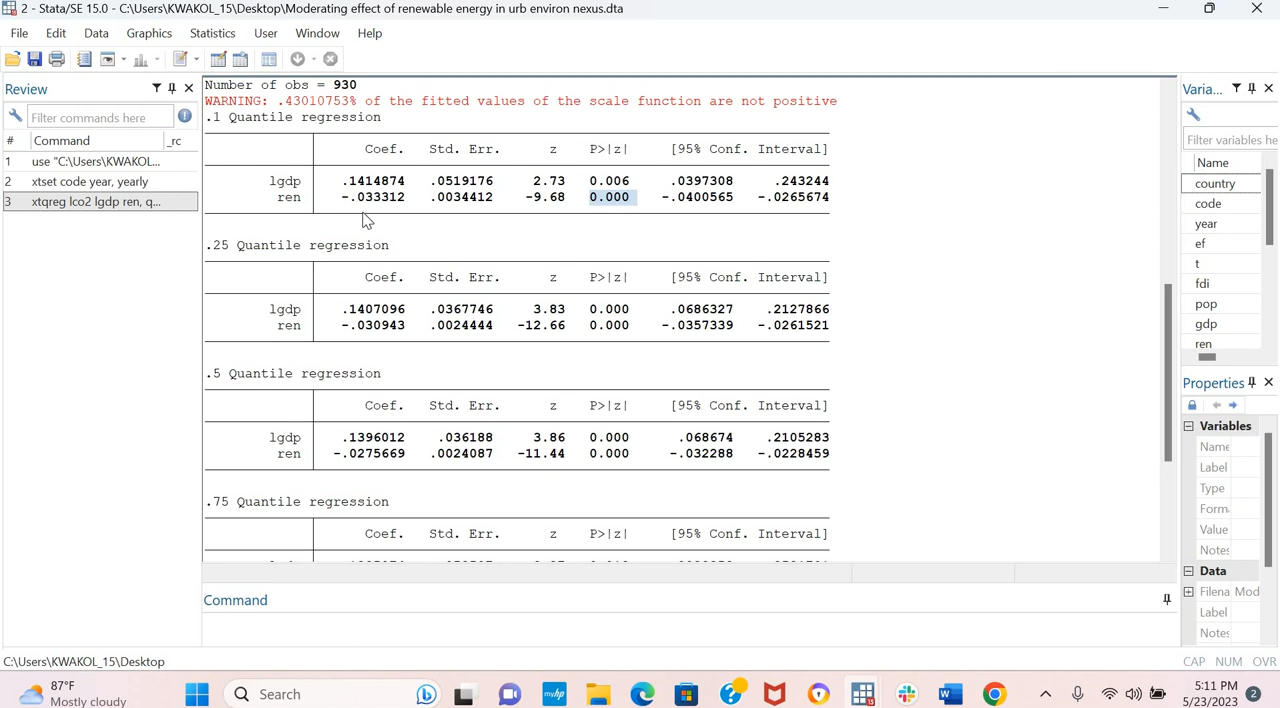 2 - Stata/SE 15.0 - C:\Users\KWAKOL_15\Desktop\Moderating effect of renewable energy in urb environ nexus.dta
File Edit Data Graphics Statistics User Window Help
Review
Filter commands here
# Command _rc
1 use "C:\Users\KWAKOL...
2 xtset code year, yearly
3 xtqreg lco2 lgdp ren, q...
Number of obs = 930
WARNING: .43010753% of the fitted values of the scale function are not positive
.1 Quantile regression
Coef. Std. Err. z P>|z| [95% Conf. Interval]
lgdp .1414874 .0519176 2.73 0.006 .0397308 .243244
ren -.033312 .0034412 -9.68 0.000 -.0400565 -.0265674
.25 Quantile regression
Coef. Std. Err. z P>|z| [95% Conf. Interval]
lgdp .1407096 .0367746 3.83 0.000 .0686327 .2127866
ren -.030943 .0024444 -12.66 0.000 -.0357339 -.0261521
.5 Quantile regression
Coef. Std. Err. z P>|z| [95% Conf. Interval]
lgdp .1396012 .036188 3.86 0.000 .068674 .2105283
ren -.0275669 .0024087 -11.44 0.000 -.032288 -.0228459
.75 Quantile regression
Coef. Std. Err. z P>|z| [95% Conf. Interval]
Command
Varia...
Filter variables he
Name
country
code
year
ef
t
fdi
pop
gdp
ren
Properties
Variables
Name
Label
Type
Form
Value
Notes
Data
Filena Mod
Label
Notes
C:\Users\KWAKOL_15\Desktop
CAP NUM OVR
87°F
Mostly cloudy
Search
myhp
W
5:11 PM
5/23/2023
2